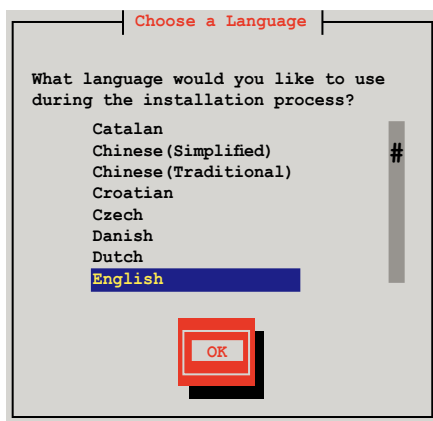 Choose a Language
What language would you like to use
during the installation process?
Catalan
Chinese(Simplified)
#
Chinese(Traditional)
Croatian
Czech
Danish
Dutch
English
OK